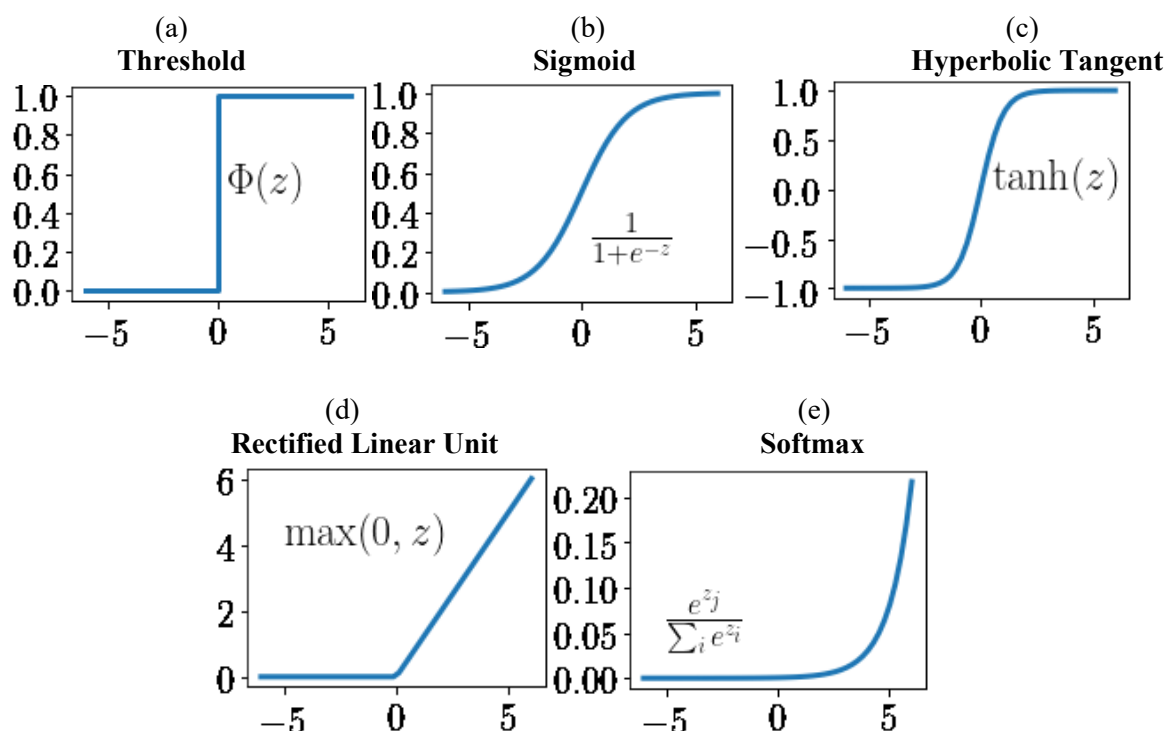 (a)
Threshold
1.0
0.8
0.6
0.4
0.2
0.0
Φ(z)
−5 0 5
(b)
Sigmoid
1.0
0.8
0.6
0.4
0.2
0.0
1
1+e^{−z}
−5 0 5
(c)
Hyperbolic Tangent
1.0
0.5
0.0
−0.5
−1.0
tanh(z)
−5 0 5
(d)
Rectified Linear Unit
6
4
2
0
max(0, z)
−5 0 5
(e)
Softmax
0.20
0.15
0.10
0.05
0.00
e^{z_j}
∑_i e^{z_i}
−5 0 5